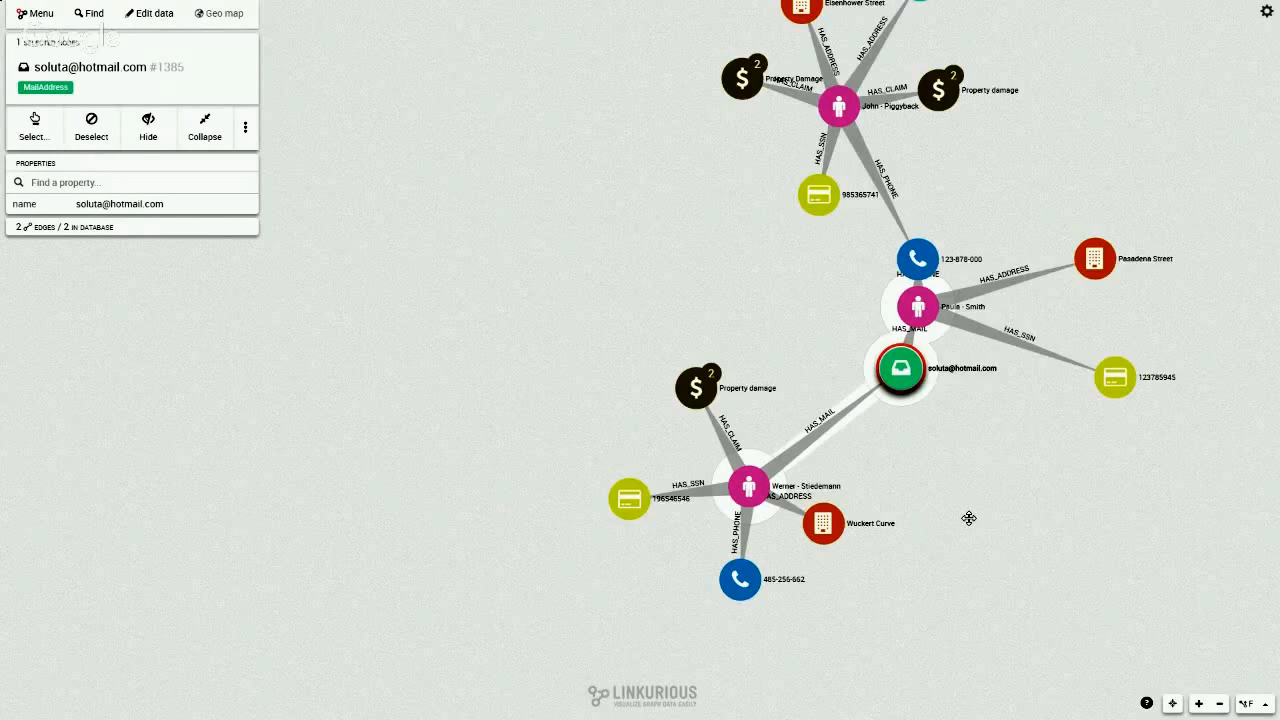 Menu Find Edit data Geo map
soluta@hotmail.com #1385
MailAddress
Select... Deselect Hide Collapse
PROPERTIES
Find a property...
name soluta@hotmail.com
2 EDGES / 2 IN DATABASE
Eisenhower Street
HAS_ADDRESS
HAS_ADDRESS
2
Property Damage
HAS_CLAIM
John - Piggyback
HAS_CLAIM
2
Property damage
HAS_SSN
985365741
HAS_PHONE
123-878-000
HAS_ADDRESS
Pasadena Street
Paula - Smith
HAS_SSN
123785945
HAS_MAIL
soluta@hotmail.com
2
Property damage
HAS_CLAIM
HAS_MAIL
HAS_SSN
196546546
Werner - Stiedemann
Wuckert Curve
HAS_PHONE
485-256-662
LINKURIOUS
VISUALIZE GRAPH DATA EASILY
F